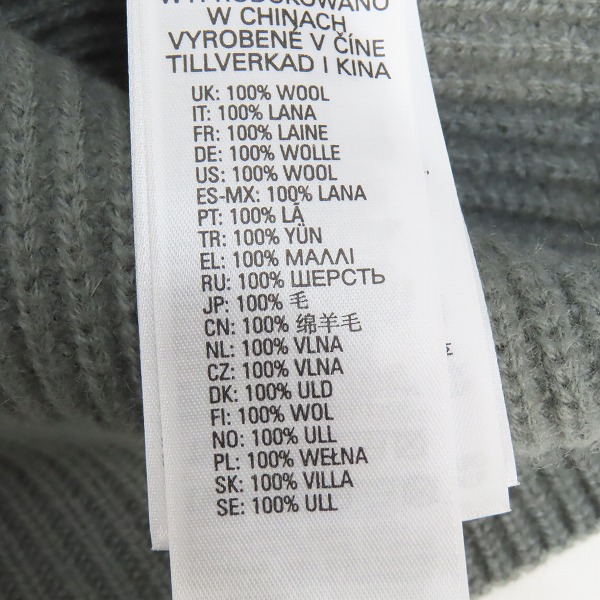 WYPRODUKOWANO
W CHINACH
VYROBENÉ V ČÍNE
TILLVERKAD I KINA
UK: 100% WOOL
IT: 100% LANA
FR: 100% LAINE
DE: 100% WOLLE
US: 100% WOOL
ES-MX: 100% LANA
PT: 100% LÃ
TR: 100% YÜN
EL: 100% ΜΑΛΛΙ
RU: 100% ШЕРСТЬ
JP: 100% 毛
CN: 100% 绵羊毛
NL: 100% VLNA
CZ: 100% VLNA
DK: 100% ULD
FI: 100% WOL
NO: 100% ULL
PL: 100% WEŁNA
SK: 100% VILLA
SE: 100% ULL